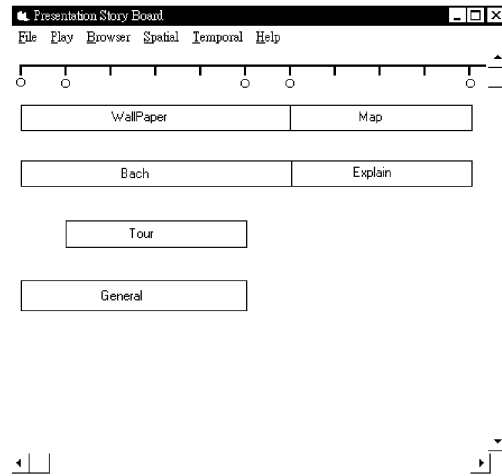 Presentation Story Board
File Play Browser Spatial Temporal Help
WallPaper Map
Bach Explain
Tour
General